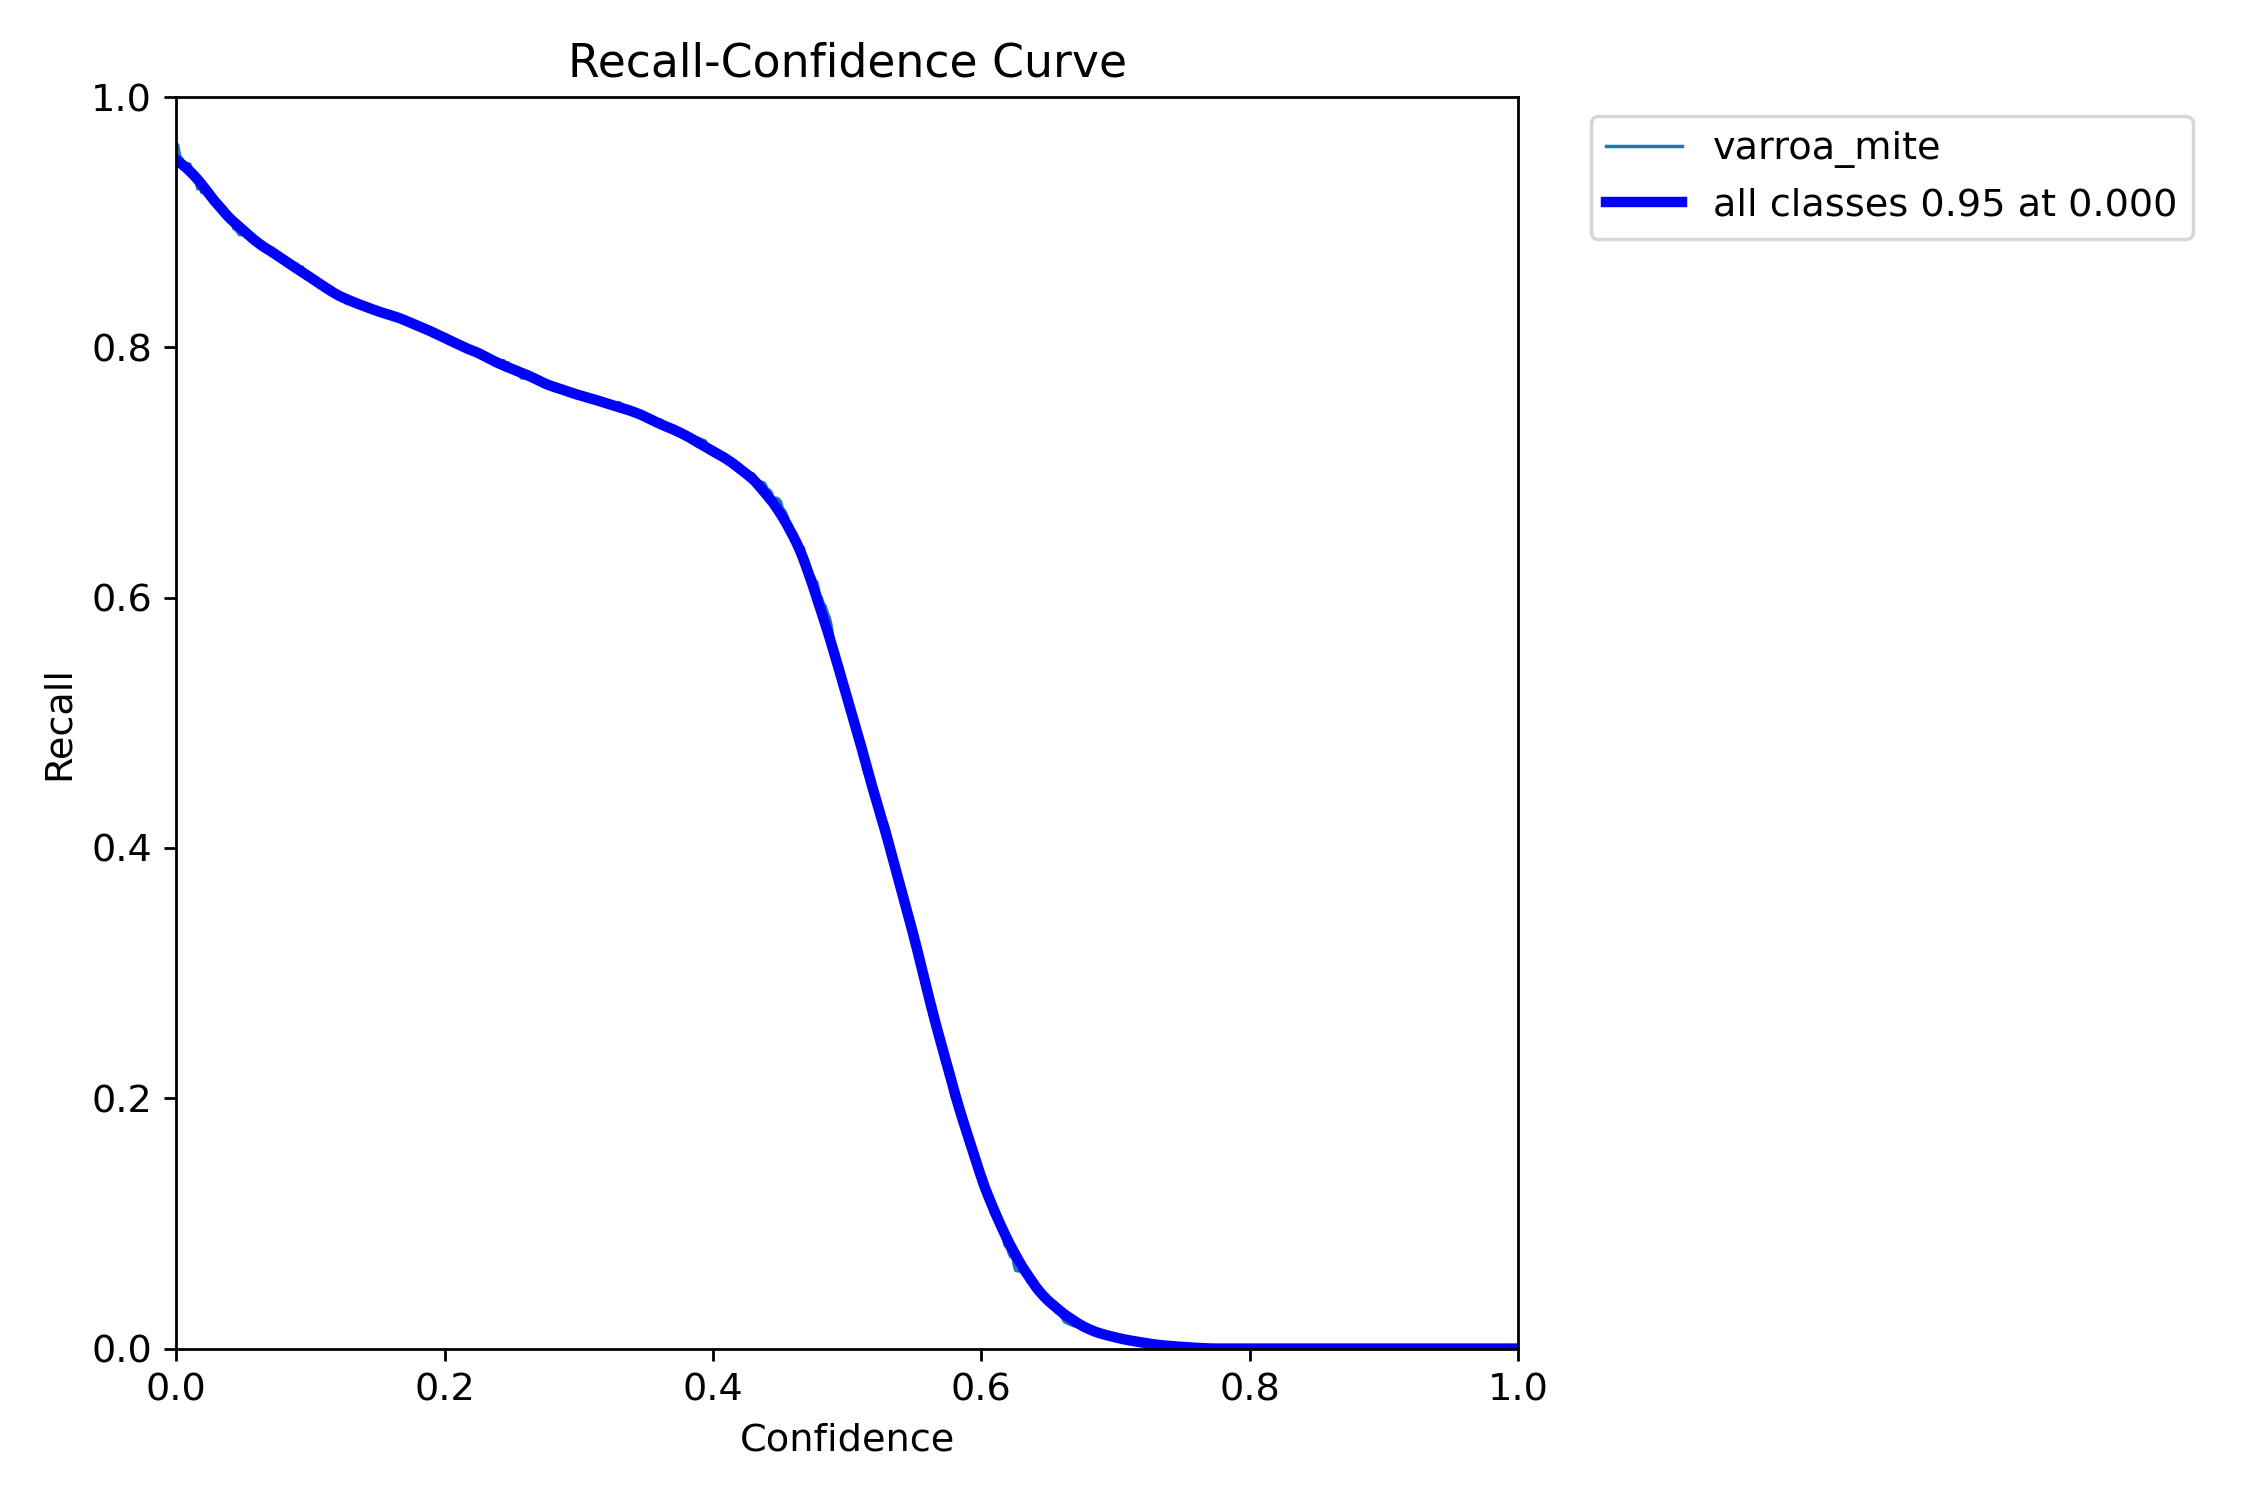 Recall-Confidence Curve
varroa_mite
all classes 0.95 at 0.000
1.0
0.8
0.6
0.4
0.2
0.0
Recall
0.0 0.2 0.4 0.6 0.8 1.0
Confidence